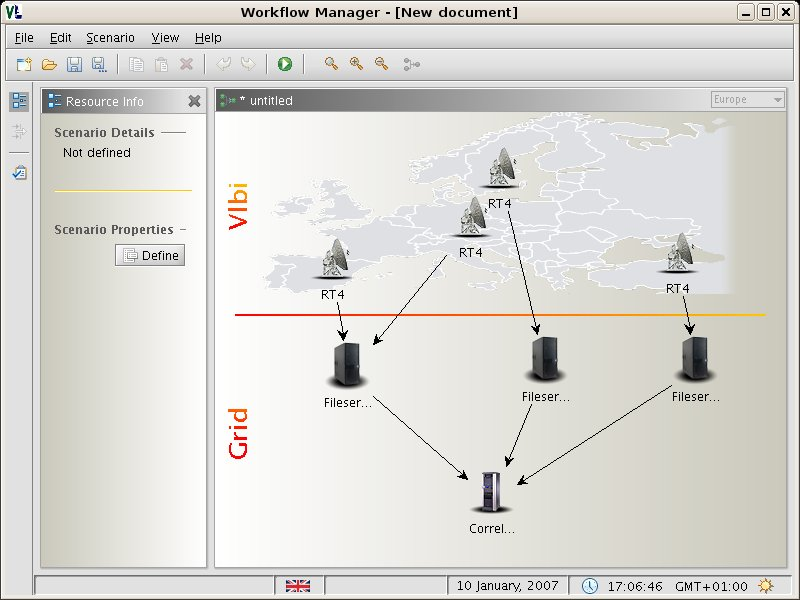 VL
Workflow Manager - [New document]
File Edit Scenario View Help
Resource Info
* untitled
Europe
Scenario Details
Not defined
Scenario Properties
Define
Vlbi
RT4
RT4
RT4
RT4
Grid
Fileser...
Fileser...
Fileser...
Correl...
10 January, 2007
17:06:46
GMT+01:00